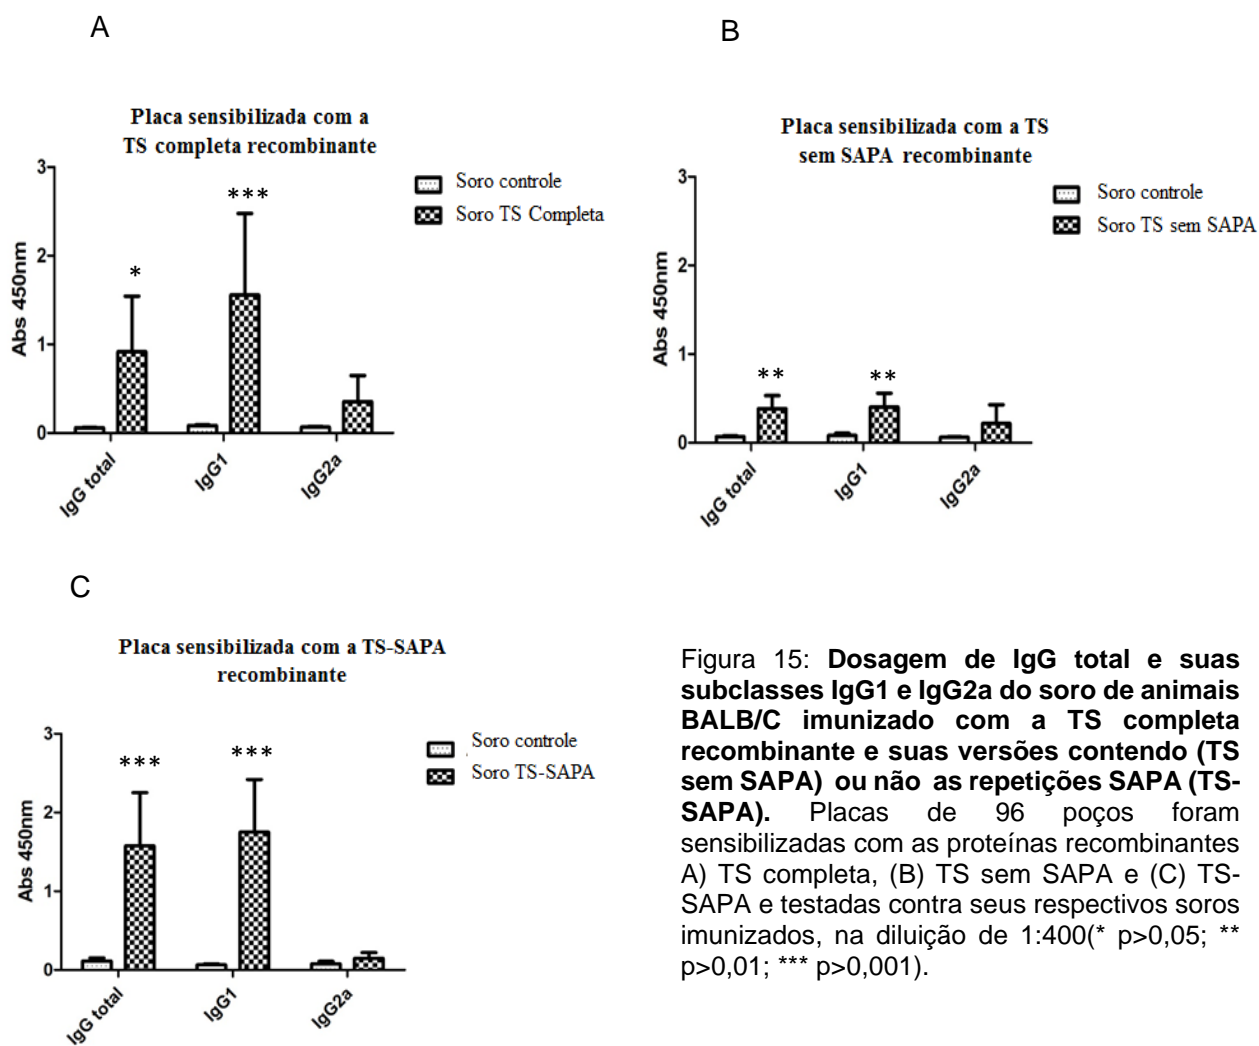 A
Placa sensibilizada com a
TS completa recombinante
3
2
1
0
Abs 450nm
*
***
IgG total
IgG1
IgG2a
Soro controle
Soro TS Completa
B
Placa sensibilizada com a TS
sem SAPA recombinante
3
2
1
0
Abs 450nm
**
**
IgG total
IgG1
IgG2a
Soro controle
Soro TS sem SAPA
C
Placa sensibilizada com a TS-SAPA
recombinante
3
2
1
0
Abs 450nm
***
***
IgG total
IgG1
IgG2a
Soro controle
Soro TS-SAPA
Figura 15: Dosagem de IgG total e suas
subclasses IgG1 e IgG2a do soro de animais
BALB/C imunizado com a TS completa
recombinante e suas versões contendo (TS
sem SAPA) ou não as repetições SAPA (TS-
SAPA). Placas de 96 poços foram
sensibilizadas com as proteínas recombinantes
A) TS completa, (B) TS sem SAPA e (C) TS-
SAPA e testadas contra seus respectivos soros
imunizados, na diluição de 1:400(* p>0,05; **
p>0,01; *** p>0,001).